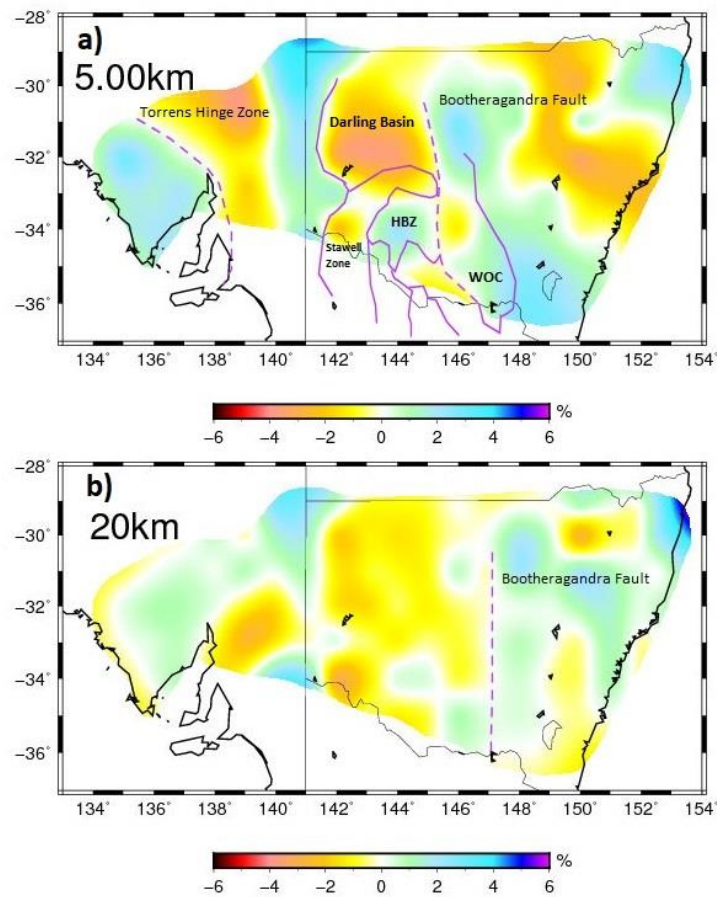 −28°
−30°
−32°
−34°
−36°
a)
5.00km
Torrens Hinge Zone
Darling Basin
Bootheragandra Fault
HBZ
Stawell
Zone
WOC
134° 136° 138° 140° 142° 144° 146° 148° 150° 152° 154°
−6 −4 −2 0 2 4 6 %
−28°
−30°
−32°
−34°
−36°
b)
20km
Bootheragandra Fault
134° 136° 138° 140° 142° 144° 146° 148° 150° 152° 154°
−6 −4 −2 0 2 4 6 %